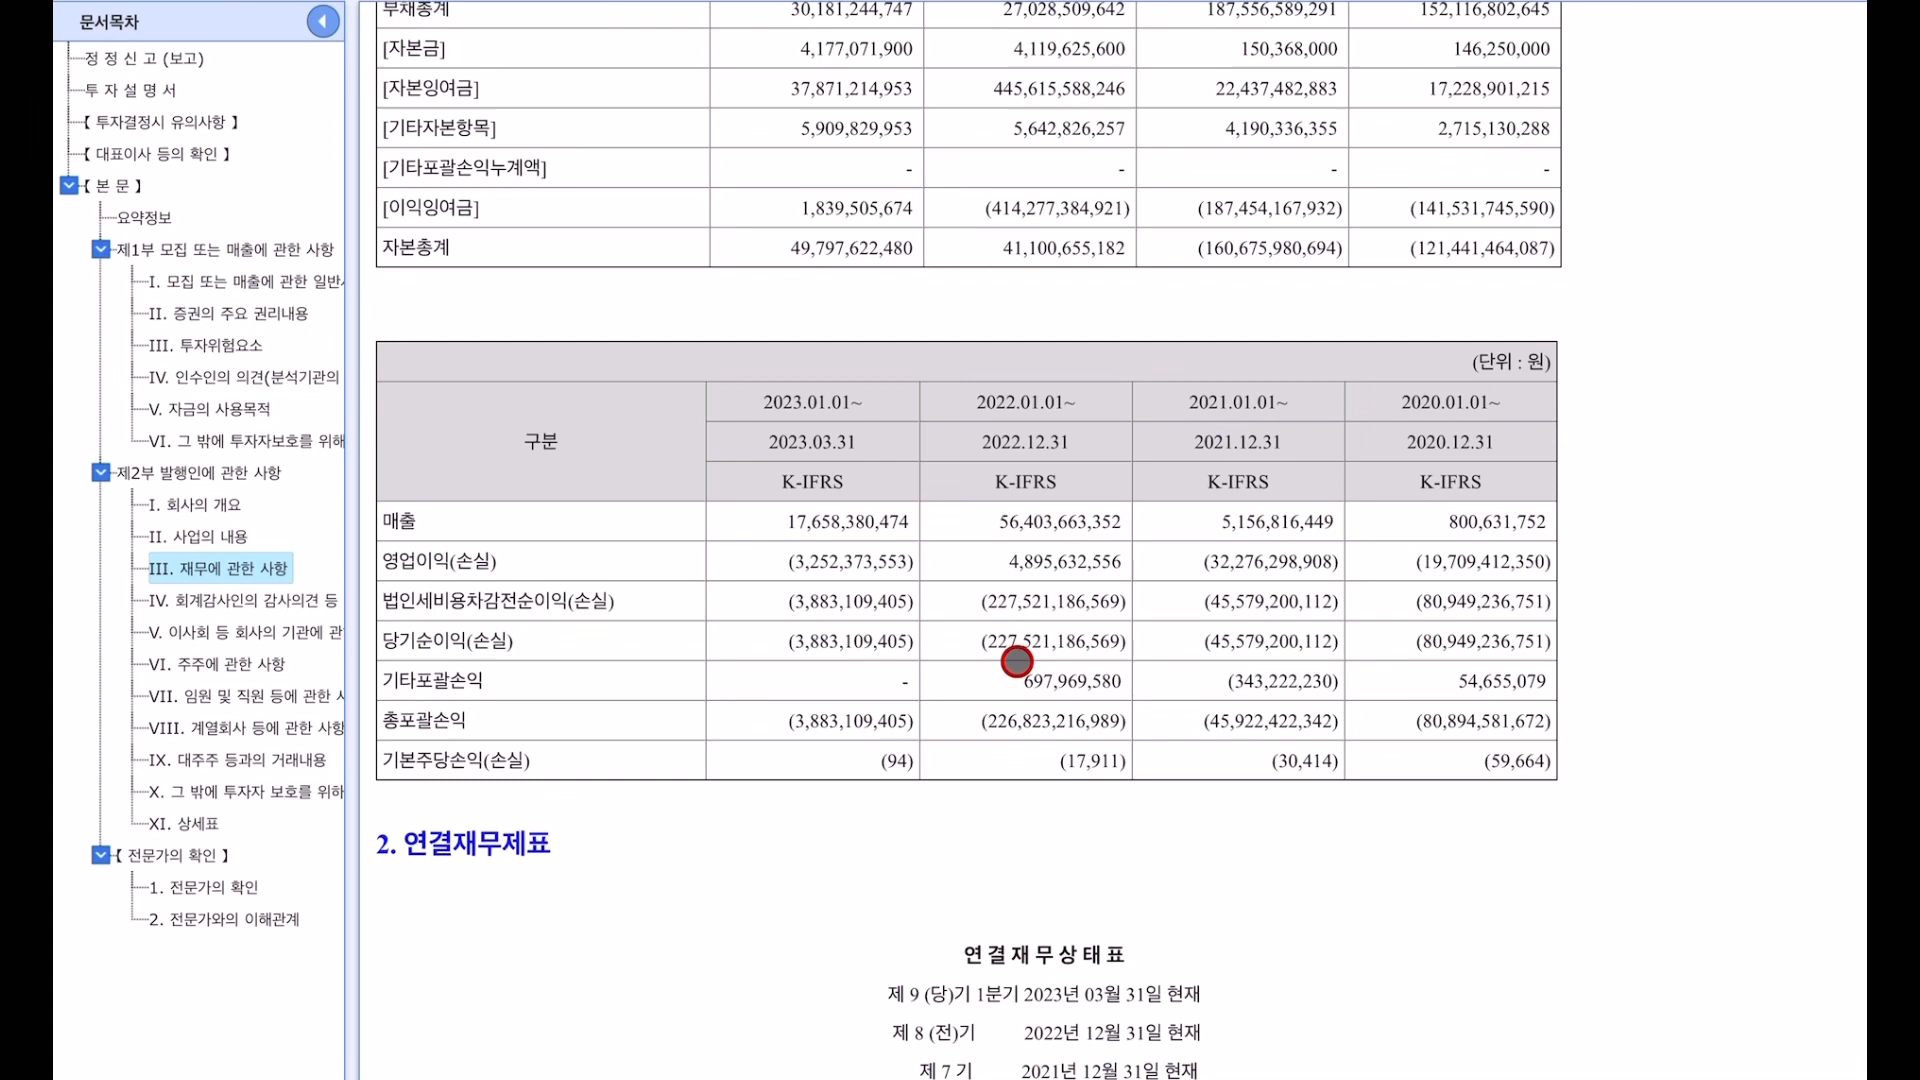 문서목차
정 정 신 고 (보고)
투 자 설 명 서
【 투자결정시 유의사항 】
【 대표이사 등의 확인 】
【 본 문 】
요약정보
제1부 모집 또는 매출에 관한 사항
I. 모집 또는 매출에 관한 일반
II. 증권의 주요 권리내용
III. 투자위험요소
IV. 인수인의 의견(분석기관의
V. 자금의 사용목적
VI. 그 밖에 투자자보호를 위해
제2부 발행인에 관한 사항
I. 회사의 개요
II. 사업의 내용
III. 재무에 관한 사항
IV. 회계감사인의 감사의견 등
V. 이사회 등 회사의 기관에 관
VI. 주주에 관한 사항
VII. 임원 및 직원 등에 관한
VIII. 계열회사 등에 관한 사항
IX. 대주주 등과의 거래내용
X. 그 밖에 투자자 보호를 위하
XI. 상세표
【 전문가의 확인 】
1. 전문가의 확인
2. 전문가와의 이해관계
부채총계 30,181,244,747 27,028,509,642 187,556,589,291 152,116,802,645
[자본금] 4,177,071,900 4,119,625,600 150,368,000 146,250,000
[자본잉여금] 37,871,214,953 445,615,588,246 22,437,482,883 17,228,901,215
[기타자본항목] 5,909,829,953 5,642,826,257 4,190,336,355 2,715,130,288
[기타포괄손익누계액] - - - -
[이익잉여금] 1,839,505,674 (414,277,384,921) (187,454,167,932) (141,531,745,590)
자본총계 49,797,622,480 41,100,655,182 (160,675,980,694) (121,441,464,087)
(단위 : 원)
구분 2023.01.01~ 2022.01.01~ 2021.01.01~ 2020.01.01~
2023.03.31 2022.12.31 2021.12.31 2020.12.31
K-IFRS K-IFRS K-IFRS K-IFRS
매출 17,658,380,474 56,403,663,352 5,156,816,449 800,631,752
영업이익(손실) (3,252,373,553) 4,895,632,556 (32,276,298,908) (19,709,412,350)
법인세비용차감전순이익(손실) (3,883,109,405) (227,521,186,569) (45,579,200,112) (80,949,236,751)
당기순이익(손실) (3,883,109,405) (227,521,186,569) (45,579,200,112) (80,949,236,751)
기타포괄손익 - 697,969,580 (343,222,230) 54,655,079
총포괄손익 (3,883,109,405) (226,823,216,989) (45,922,422,342) (80,894,581,672)
기본주당손익(손실) (94) (17,911) (30,414) (59,664)
2. 연결재무제표
연 결 재 무 상 태 표
제 9 (당)기 1분기 2023년 03월 31일 현재
제 8 (전)기 2022년 12월 31일 현재
제 7 기 2021년 12월 31일 현재